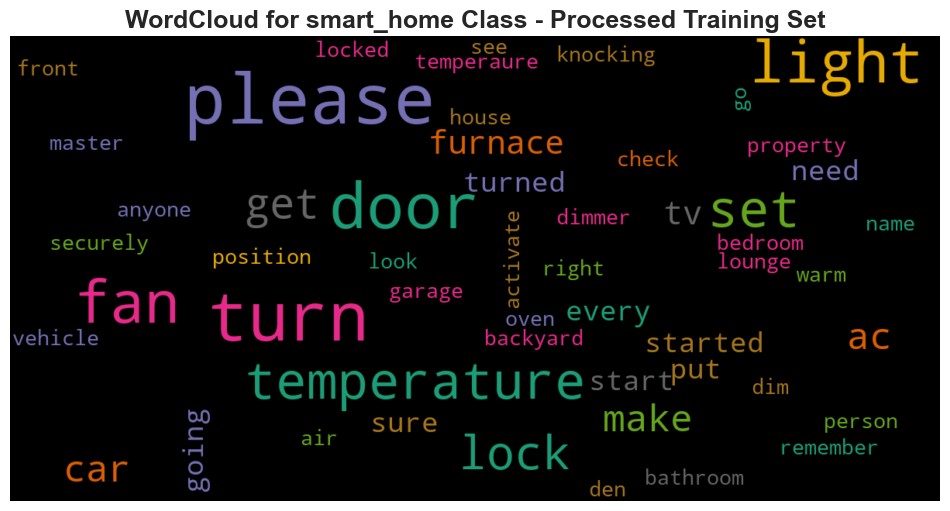 WordCloud for smart_home Class - Processed Training Set
locked
see
knocking
light
front
temperaure
please
go
house
master
furnace
property
check
need
turned
get
door
anyone
dimmer
tv
set
name
securely
position
look
activate
right
bedroom
lounge
warm
fan
turn
garage
vehicle
oven
every
backyard
started
ac
temperature
start
put
dim
going
air
sure
make
person
remember
car
lock
bathroom
den